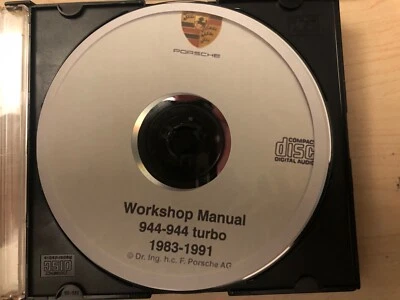 PORSCHE
COMPACT
disc
DIGITAL AUDIO
Workshop Manual
944-944 turbo
1983-1991
© Dr. Ing. h.c. F. Porsche AG